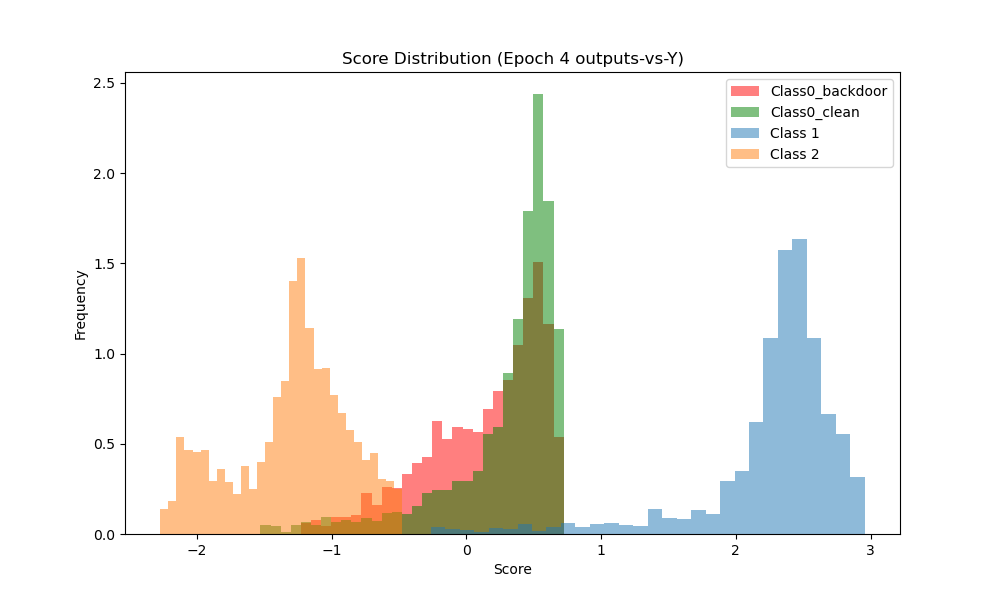 Score Distribution (Epoch 4 outputs-vs-Y)
2.5
2.0
1.5
1.0
0.5
0.0
Frequency
Class0_backdoor
Class0_clean
Class 1
Class 2
−2
−1
0
1
2
3
Score